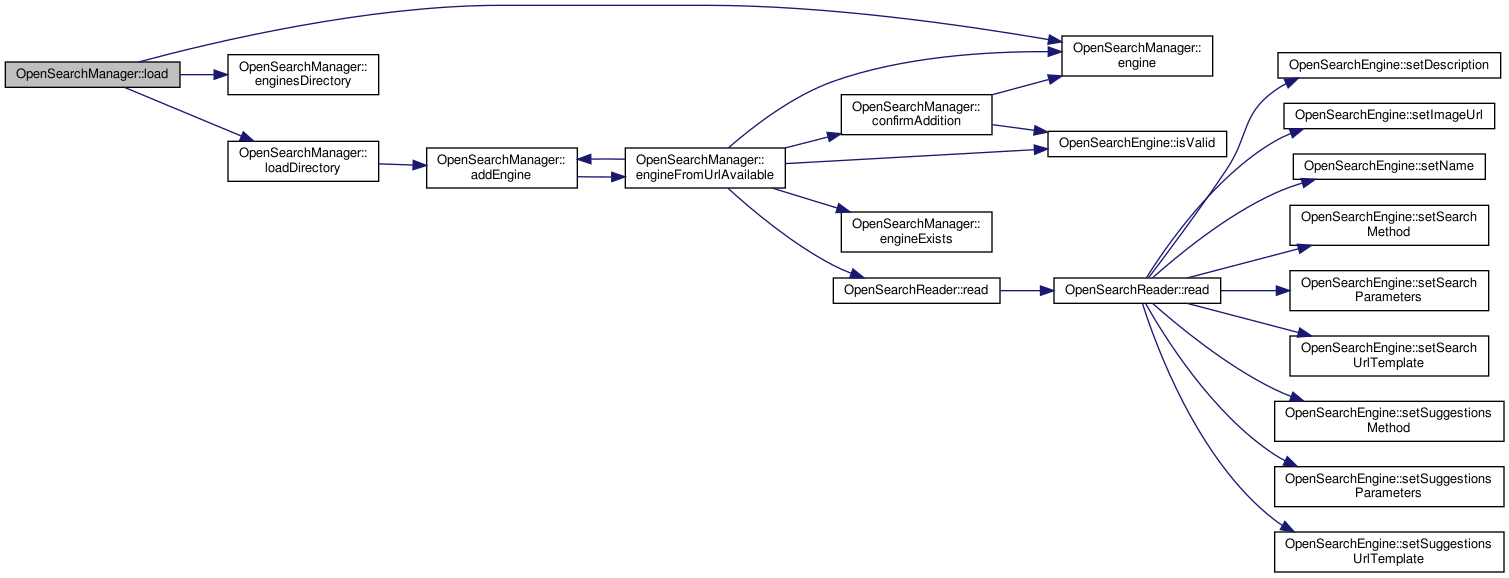 OpenSearchManager::load
OpenSearchManager::
enginesDirectory
OpenSearchManager::
loadDirectory
OpenSearchManager::
addEngine
OpenSearchManager::
engineFromUrlAvailable
OpenSearchManager::
engine
OpenSearchManager::
confirmAddition
OpenSearchEngine::isValid
OpenSearchManager::
engineExists
OpenSearchReader::read
OpenSearchReader::read
OpenSearchEngine::setDescription
OpenSearchEngine::setImageUrl
OpenSearchEngine::setName
OpenSearchEngine::setSearch
Method
OpenSearchEngine::setSearch
Parameters
OpenSearchEngine::setSearch
UrlTemplate
OpenSearchEngine::setSuggestions
Method
OpenSearchEngine::setSuggestions
Parameters
OpenSearchEngine::setSuggestions
UrlTemplate